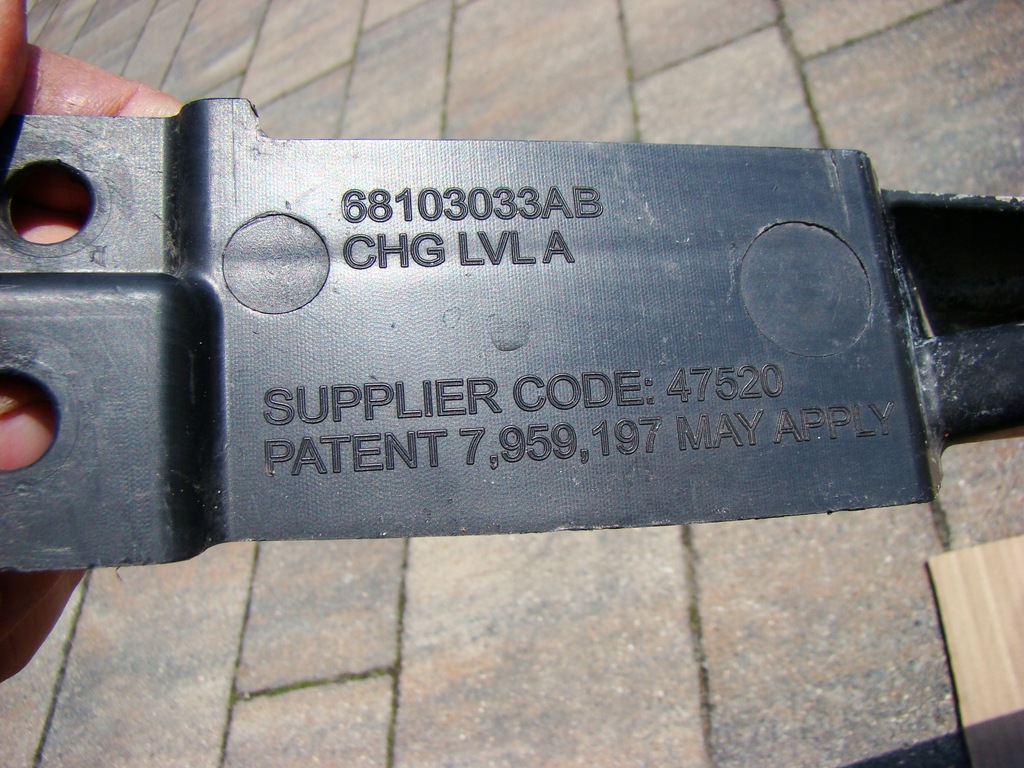 68103033AB
CHG LVL A
SUPPLIER CODE: 47520
PATENT 7,959,197 MAY APPLY